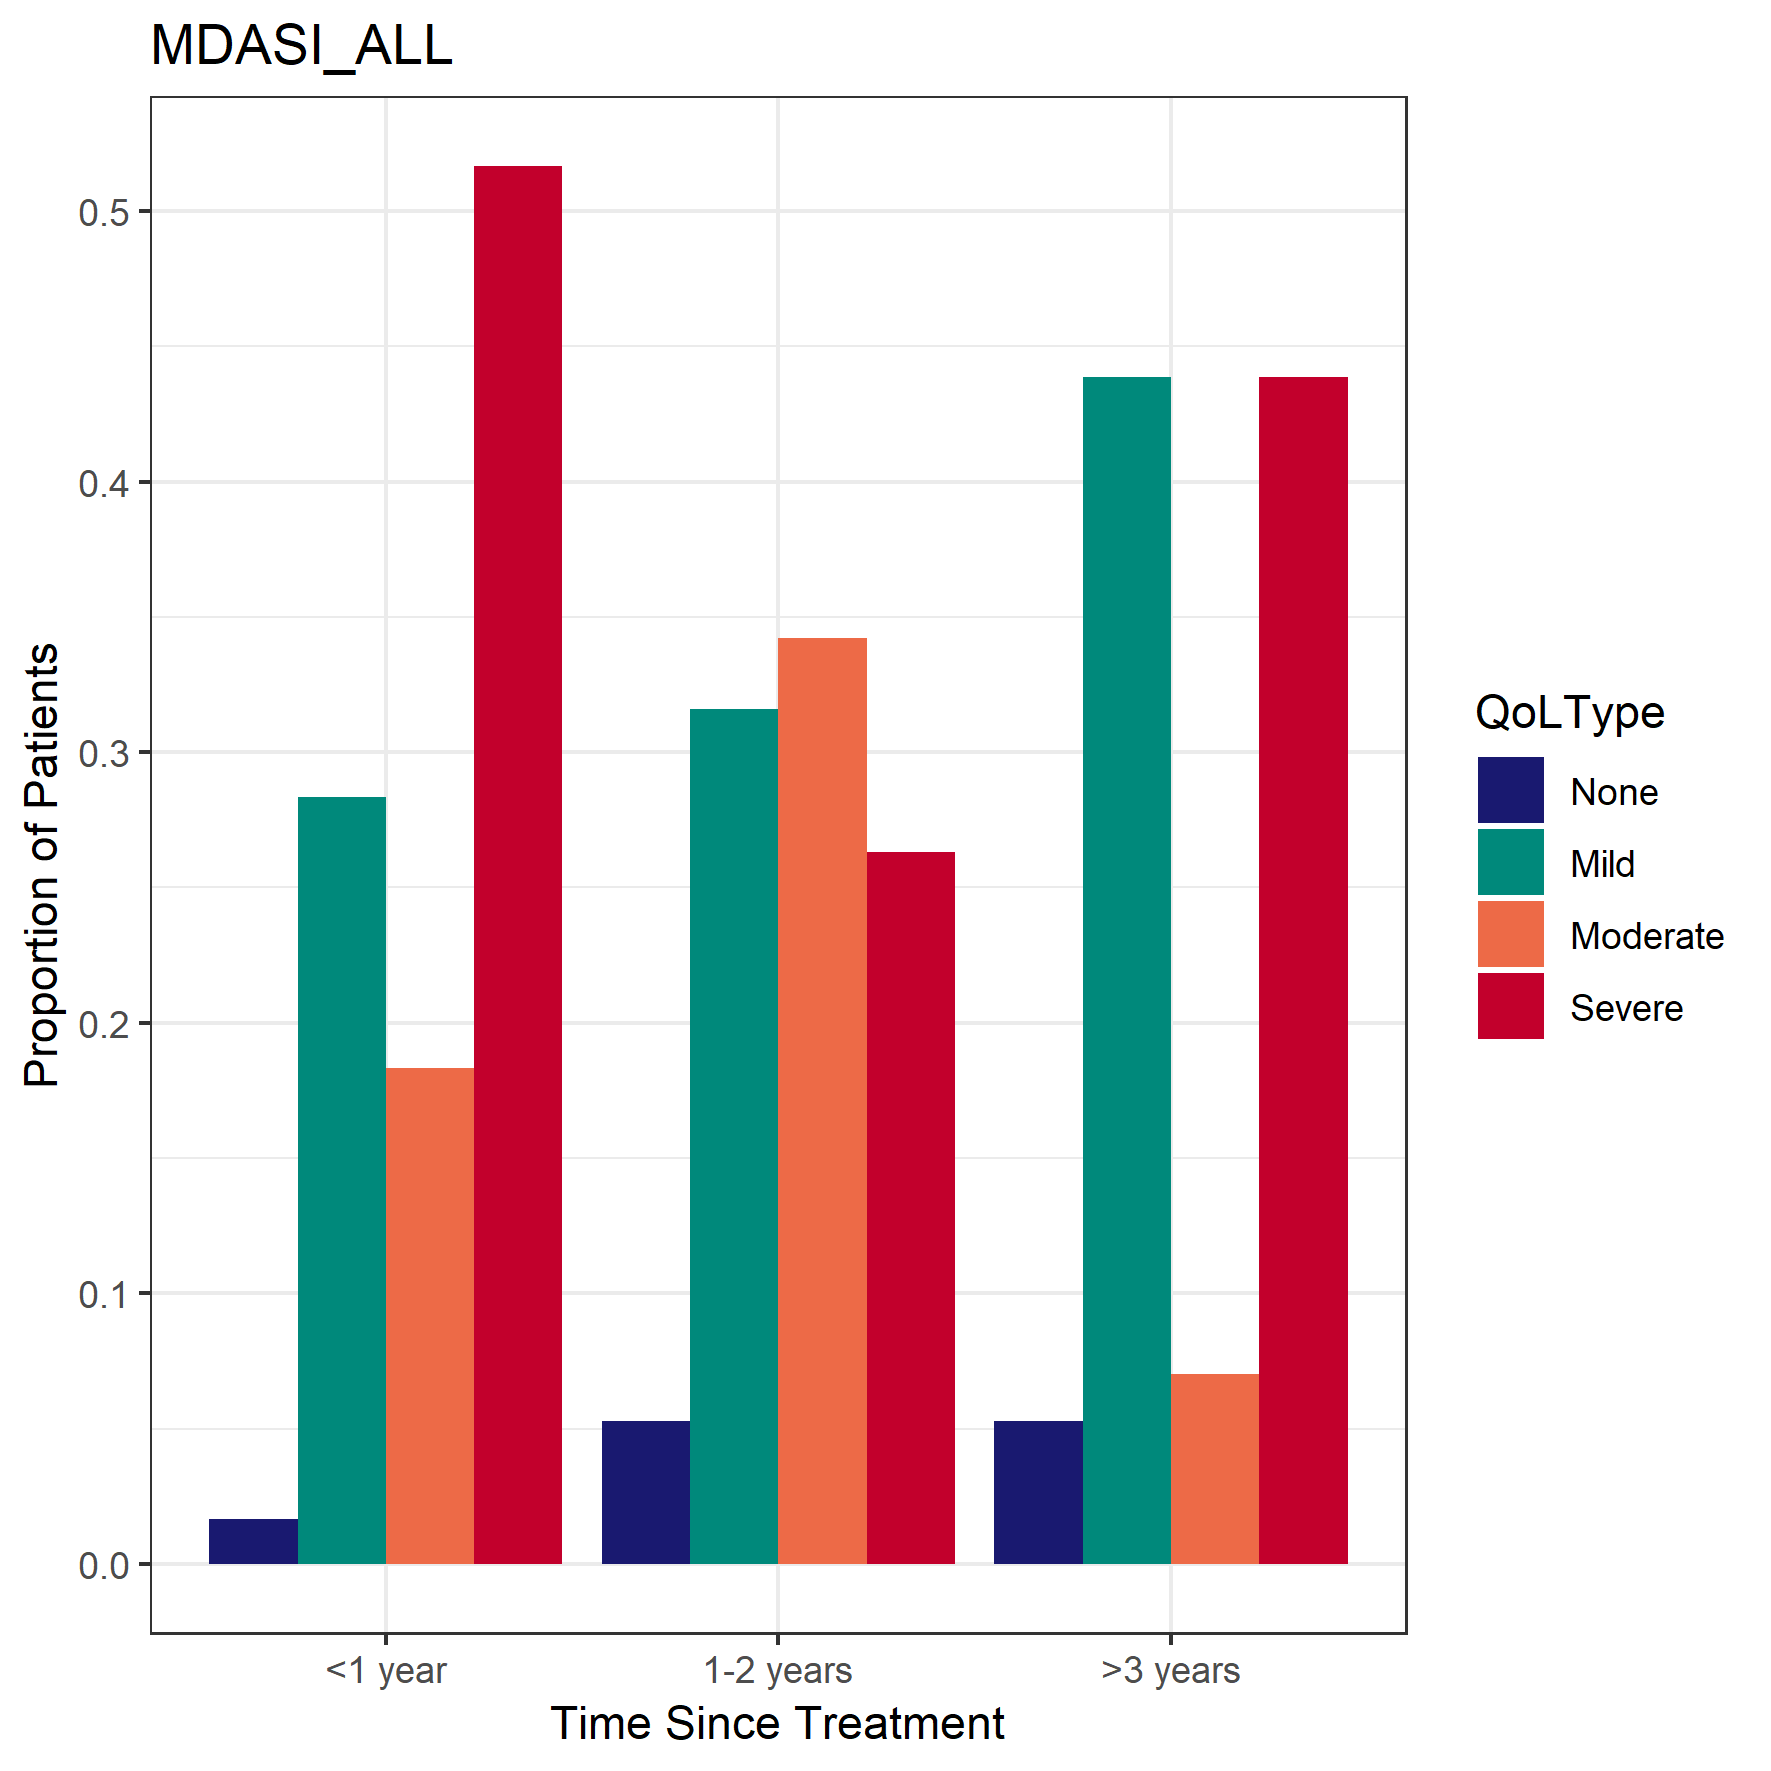 MDASI_ALL
0.5
0.4
0.3
0.2
0.1
0.0
Proportion of Patients
<1 year
1-2 years
>3 years
Time Since Treatment
QoLType
None
Mild
Moderate
Severe